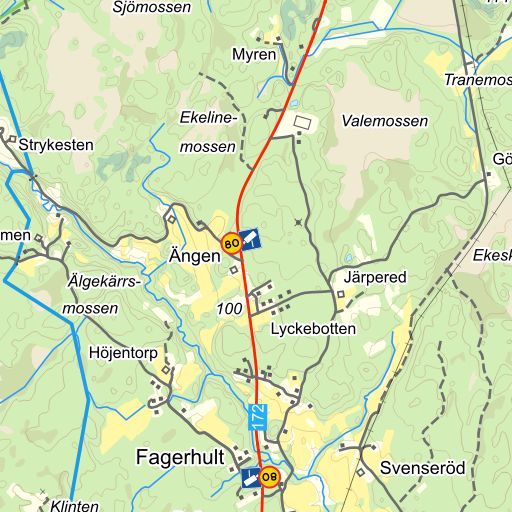 Sjömossen
Myren
Tranemos
Ekeline-
mossen
Valemossen
Strykesten
Gö
men
80
Ängen
Ekesk
Älgekärrs-
mossen
Järpered
100
Lyckebotten
Höjentorp
172
Fagerhult
80
Svenseröd
Klinten